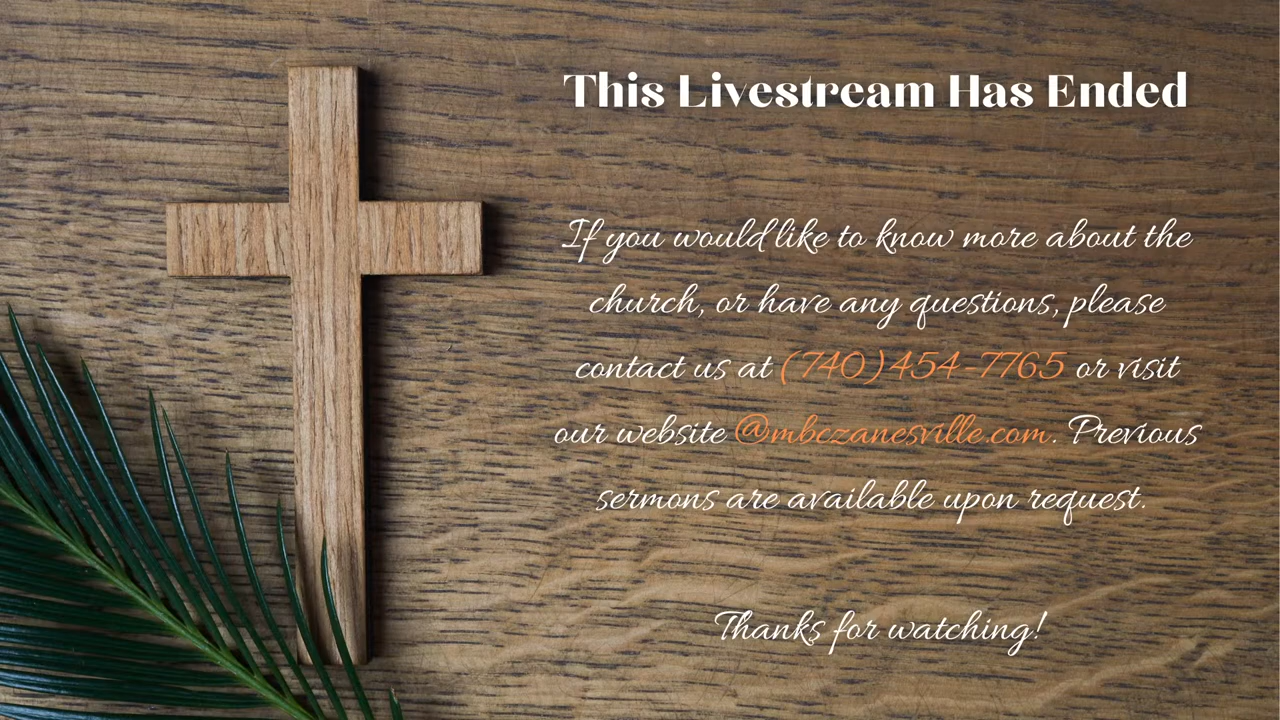 This Livestream Has Ended
If you would like to know more about the
church, or have any questions, please
contact us at (740)454-7765 or visit
our website @mbczanesville.com. Previous
sermons are available upon request.
Thanks for watching!